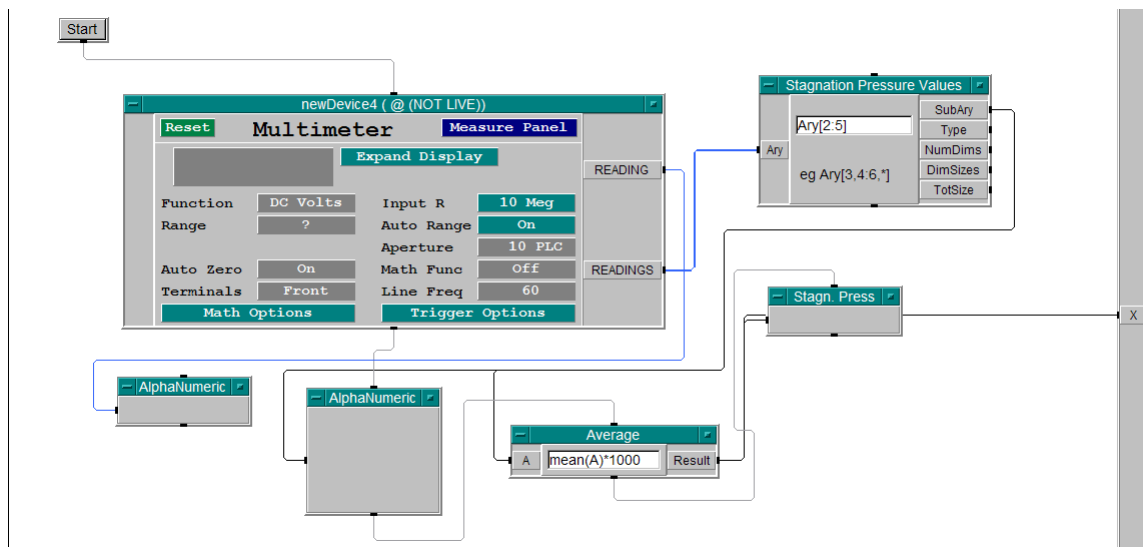 Start
newDevice4 ( @ (NOT LIVE))
Reset Multimeter Measure Panel
Expand Display
READING
Function DC Volts Input R 10 Meg
Range ? Auto Range On
Aperture 10 PLC
Auto Zero On Math Func Off
READINGS
Terminals Front Line Freq 60
Math Options Trigger Options
Stagnation Pressure Values
Ary
Ary[2:5]
eg Ary[3,4:6,*]
SubAry
Type
NumDims
DimSizes
TotSize
Stagn. Press
X
AlphaNumeric
AlphaNumeric
Average
A mean(A)*1000 Result